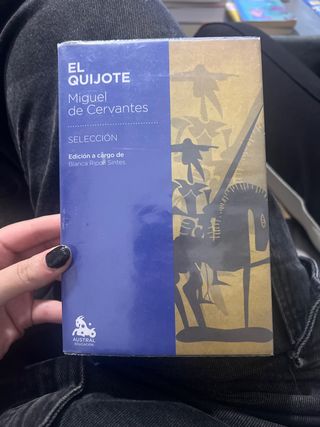 EL
QUIJOTE
Miguel
de Cervantes
SELECCIÓN
Edición a cargo de
Blanca Ripoll Sintes
AUSTRAL
EDUCACIÓN